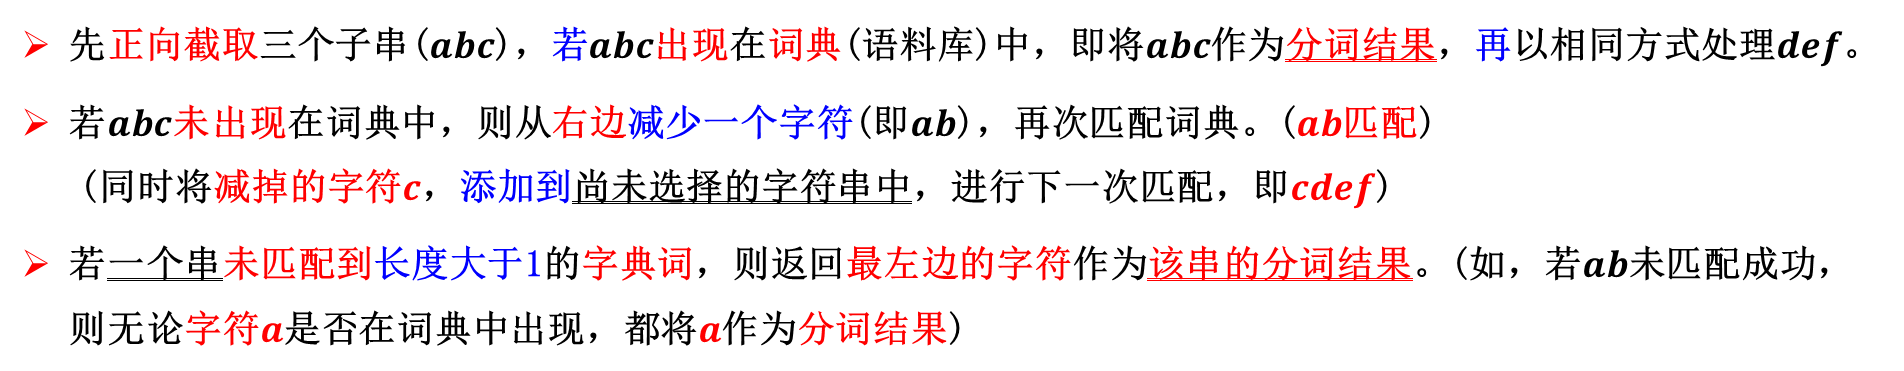 ➢ 先正向截取三个子串(abc)，若abc出现在词典(语料库)中，即将abc作为分词结果，再以相同方式处理def。
➢ 若abc未出现在词典中，则从右边减少一个字符(即ab)，再次匹配词典。(ab匹配)
(同时将减掉的字符c，添加到尚未选择的字符串中，进行下一次匹配，即cdef)
➢ 若一个串未匹配到长度大于1的字典词，则返回最左边的字符作为该串的分词结果。(如，若ab未匹配成功，
则无论字符a是否在词典中出现，都将a作为分词结果)